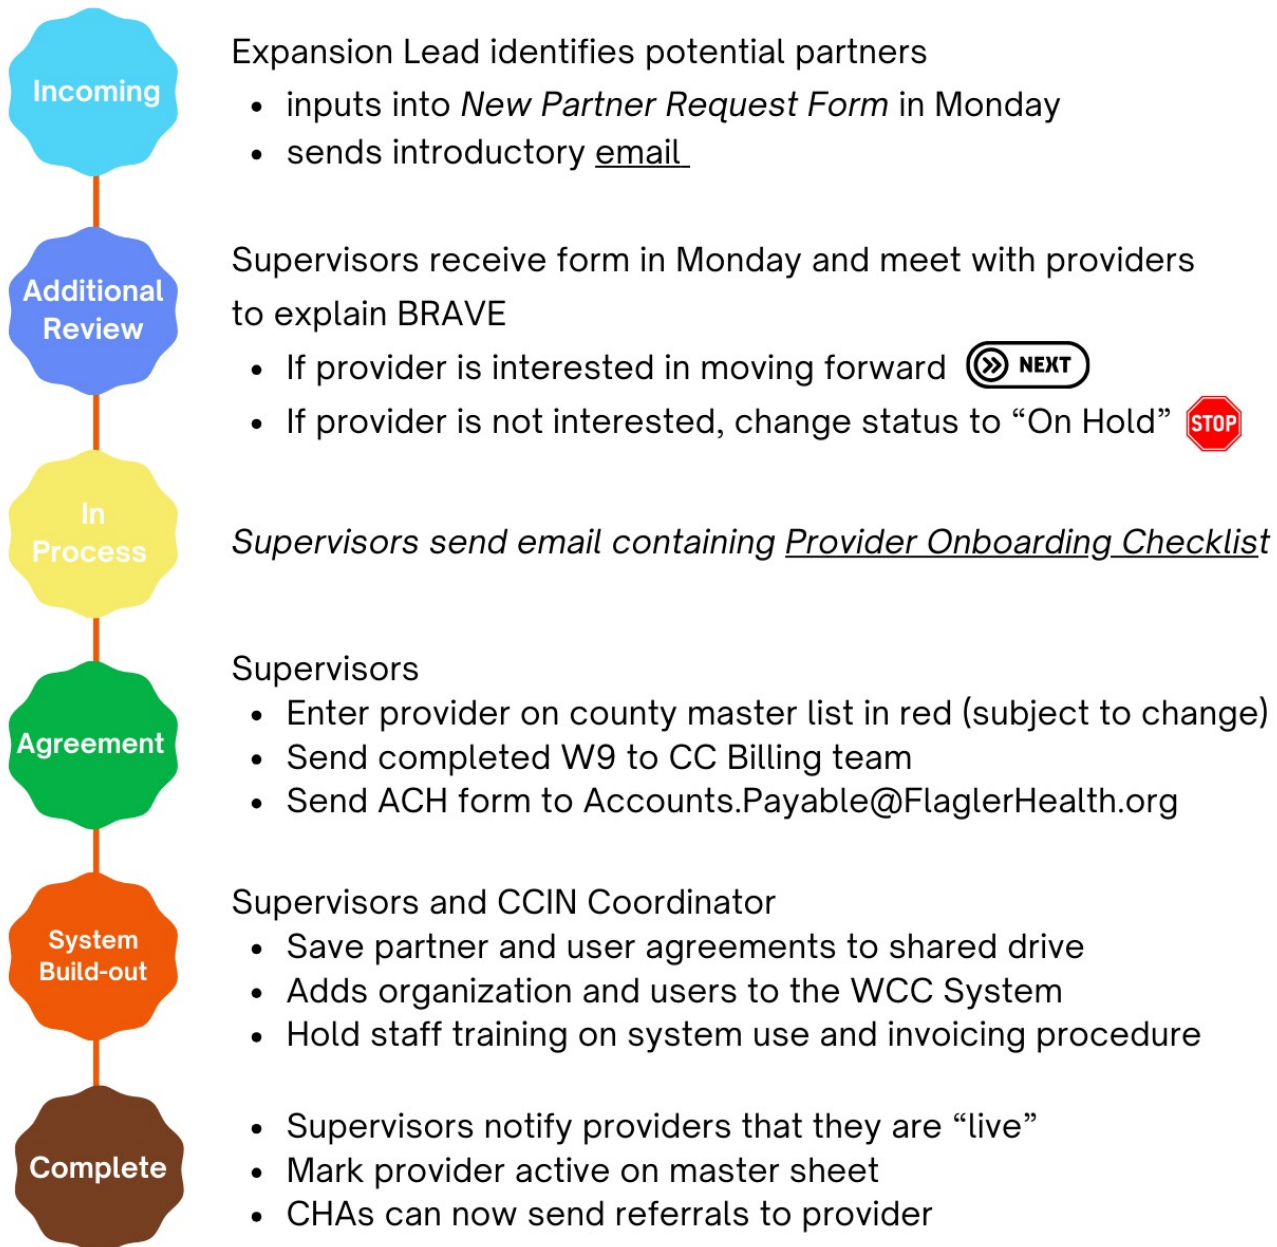 Incoming
Expansion Lead identifies potential partners
• inputs into New Partner Request Form in Monday
• sends introductory email
Additional
Review
Supervisors receive form in Monday and meet with providers
to explain BRAVE
• If provider is interested in moving forward NEXT
• If provider is not interested, change status to “On Hold” STOP
In
Process
Supervisors send email containing Provider Onboarding Checklist
Agreement
Supervisors
• Enter provider on county master list in red (subject to change)
• Send completed W9 to CC Billing team
• Send ACH form to Accounts.Payable@FlaglerHealth.org
System
Build-out
Supervisors and CCIN Coordinator
• Save partner and user agreements to shared drive
• Adds organization and users to the WCC System
• Hold staff training on system use and invoicing procedure
Complete
• Supervisors notify providers that they are “live”
• Mark provider active on master sheet
• CHAs can now send referrals to provider